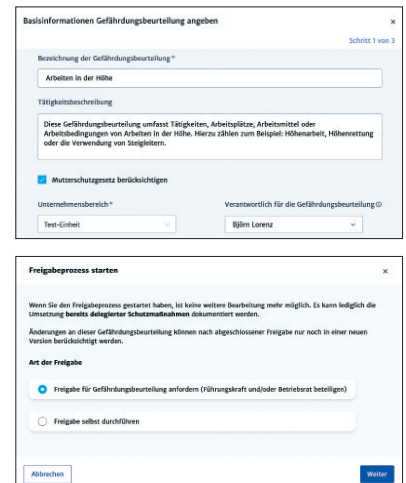 Basisinformationen Gefährdungsbeurteilung angeben
×
Schritt 1 von 3
Bezeichnung der Gefährdungsbeurteilung*
Arbeiten in der Höhe
Tätigkeitsbeschreibung
Diese Gefährdungsbeurteilung umfasst Tätigkeiten, Arbeitsplätze, Arbeitsmittel oder
Arbeitsbedingungen von Arbeiten in der Höhe. Hierzu zählen zum Beispiel: Höhenarbeit, Höhenrettung
oder die Verwendung von Steigleitern.
Mutterschutzgesetz berücksichtigen
Unternehmensbereich*
Verantwortlich für die Gefährdungsbeurteilung
Test-Einheit
Björn Lorenz
Freigabeprozess starten
×
Wenn Sie den Freigabeprozess gestartet haben, ist keine weitere Bearbeitung mehr möglich. Es kann lediglich die
Umsetzung bereits delegierter Schutzmaßnahmen dokumentiert werden.
Änderungen an dieser Gefährdungsbeurteilung können nach abgeschlossener Freigabe nur noch in einer neuen
Version berücksichtigt werden.
Art der Freigabe
Freigabe für Gefährdungsbeurteilung anfordern (Führungskraft und/oder Betriebsrat beteiligen)
Freigabe selbst durchführen
Abbrechen
Weiter